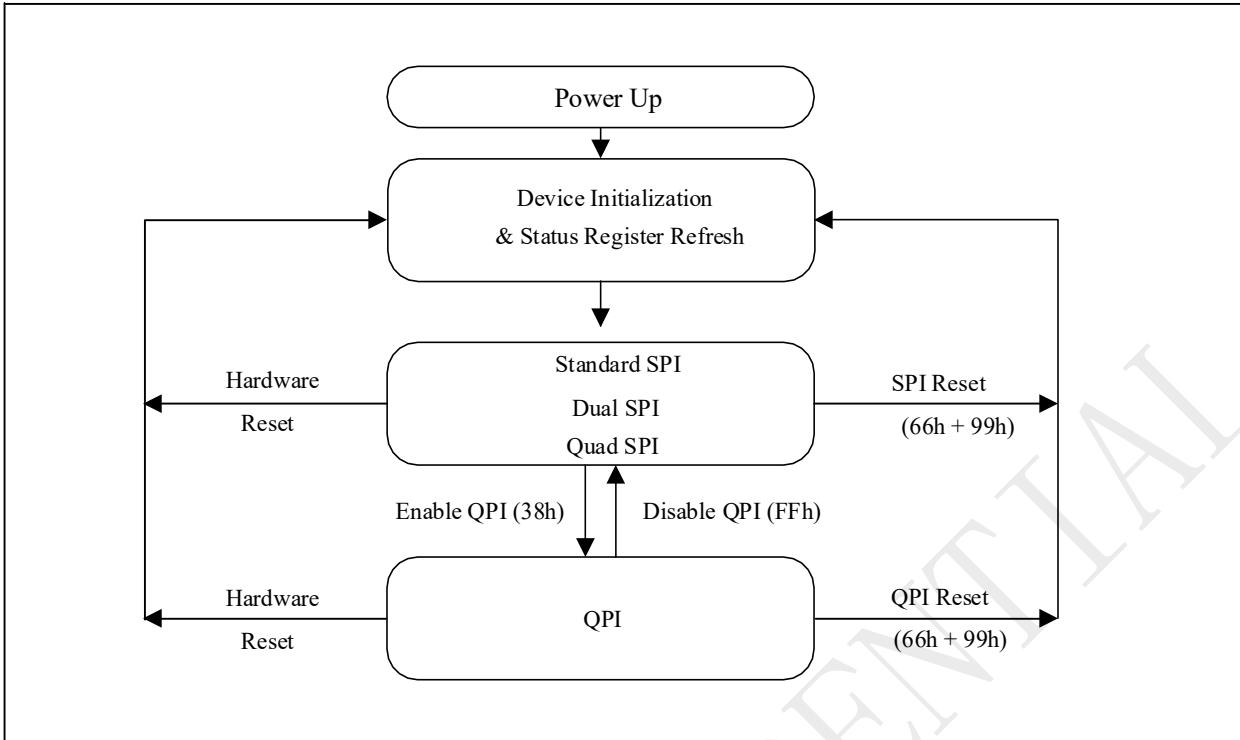 Power Up
Device Initialization
& Status Register Refresh
Standard SPI
Dual SPI
Quad SPI
Hardware
Reset
SPI Reset
(66h + 99h)
Enable QPI (38h)
Disable QPI (FFh)
QPI
Hardware
Reset
QPI Reset
(66h + 99h)
ENTIAL